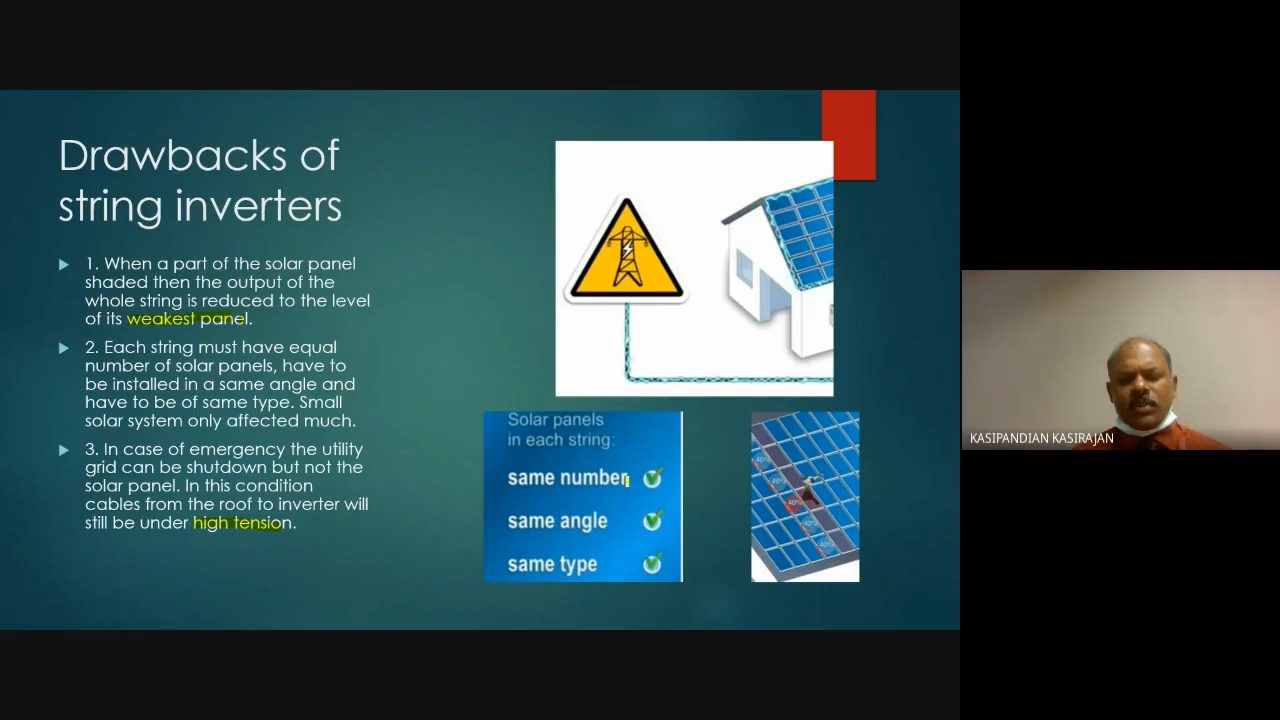 Drawbacks of
string inverters
1. When a part of the solar panel
shaded then the output of the
whole string is reduced to the level
of its weakest panel.
2. Each string must have equal
number of solar panels, have to
be installed in a same angle and
have to be of same type. Small
solar system only affected much.
3. In case of emergency the utility
grid can be shutdown but not the
solar panel. In this condition
cables from the roof to inverter will
still be under high tension.
Solar panels
in each string:
same number
same angle
same type
-40%
-40%
-40%
-40%
-40%
KASIPANDIAN KASIRAJAN